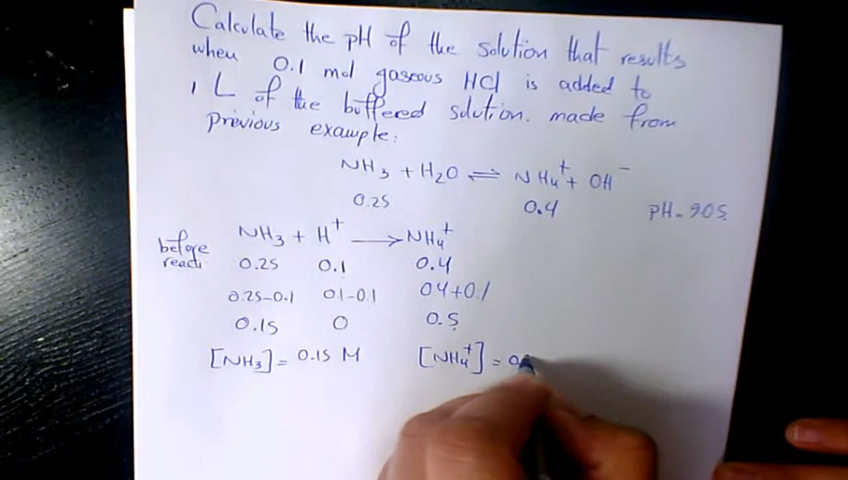 Calculate the pH of the solution that results
when 0.1 mol gaseous HCl is added to
1 L of the buffered solution. made from
previous example:
NH3 + H2O ⇌ NH4+ + OH−
0.25 0.4 pH = 9.05
NH3 + H+ ⟶ NH4+
before
react: 0.25 0.1 0.4
0.25-0.1 0.1-0.1 0.4+0.1
0.15 0 0.5
[NH3] = 0.15 M [NH4+] = 0.